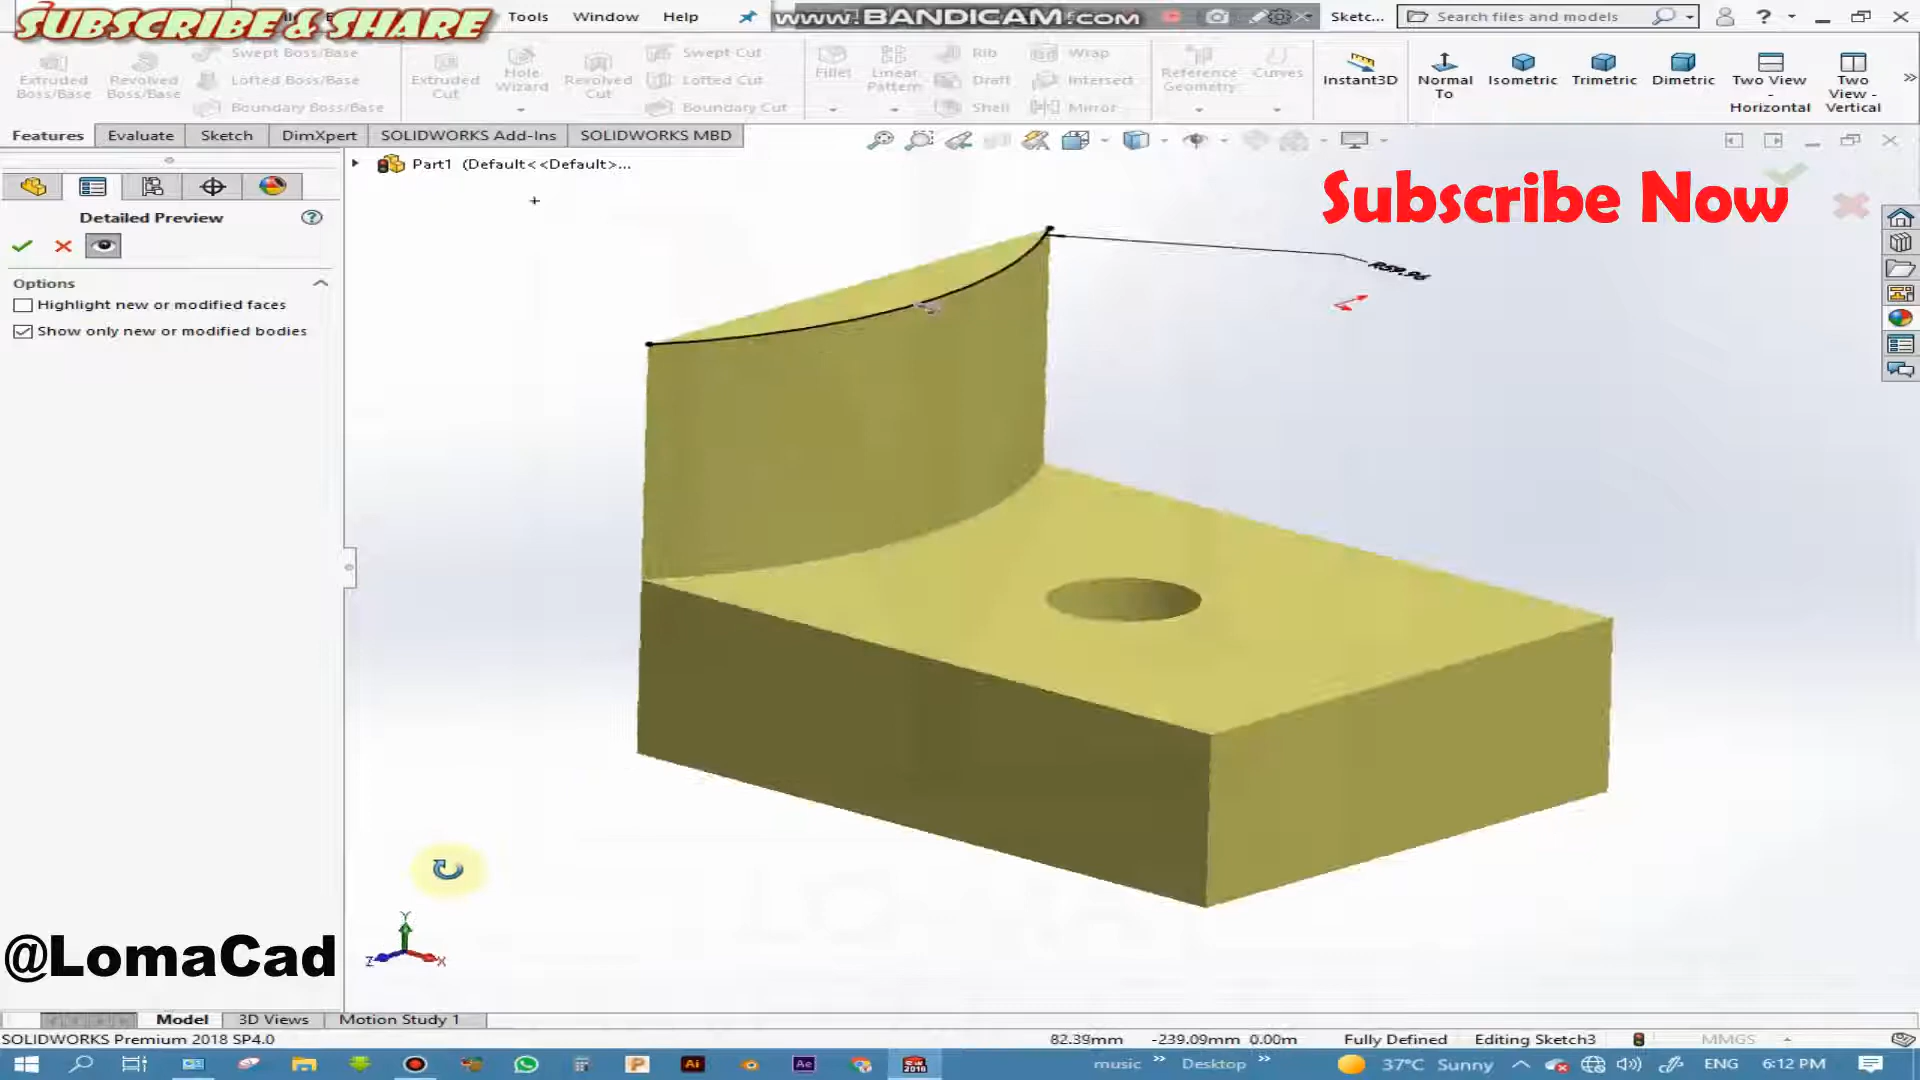 SUBSCRIBE & SHARE
Tools Window Help
www.BANDICAM.com
Sketc...
Search files and models
Extruded Boss/Base
Revolved Boss/Base
Swept Boss/Base
Lofted Boss/Base
Boundary Boss/Base
Extruded Cut
Hole Wizard
Revolved Cut
Swept Cut
Lofted Cut
Boundary Cut
Fillet
Linear Pattern
Rib
Draft
Shell
Wrap
Intersect
Mirror
Reference Geometry
Curves
Instant3D
Normal To
Isometric
Trimetric
Dimetric
Two View - Horizontal
Two View - Vertical
Features Evaluate Sketch DimXpert SOLIDWORKS Add-Ins SOLIDWORKS MBD
Part1 (Default<<Default>...
Subscribe Now
Detailed Preview
Options
Highlight new or modified faces
Show only new or modified bodies
R59.96
Y
Z
X
@LomaCad
Model 3D Views Motion Study 1
SOLIDWORKS Premium 2018 SP4.0
82.39mm -239.09mm 0.00m Fully Defined Editing Sketch3 MMGS
music Desktop 37°C Sunny ENG 6:12 PM